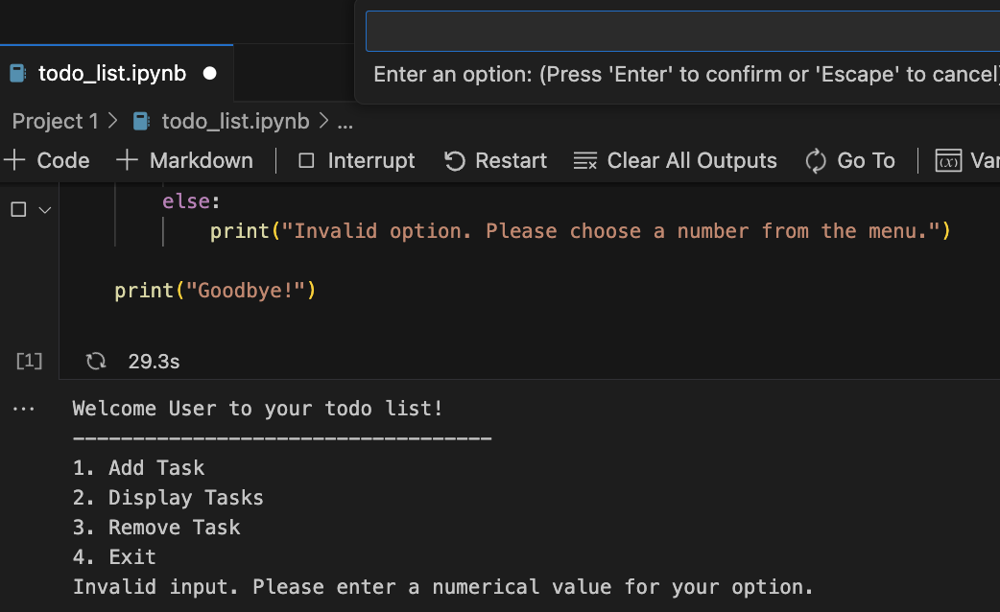 Enter an option: (Press 'Enter' to confirm or 'Escape' to cancel)
todo_list.ipynb
Project 1 > todo_list.ipynb > ...
+ Code + Markdown | Interrupt Restart Clear All Outputs Go To |
else:
print("Invalid option. Please choose a number from the menu.")
print("Goodbye!")
[1] 29.3s
... Welcome User to your todo list!
-----------------------------------
1. Add Task
2. Display Tasks
3. Remove Task
4. Exit
Invalid input. Please enter a numerical value for your option.